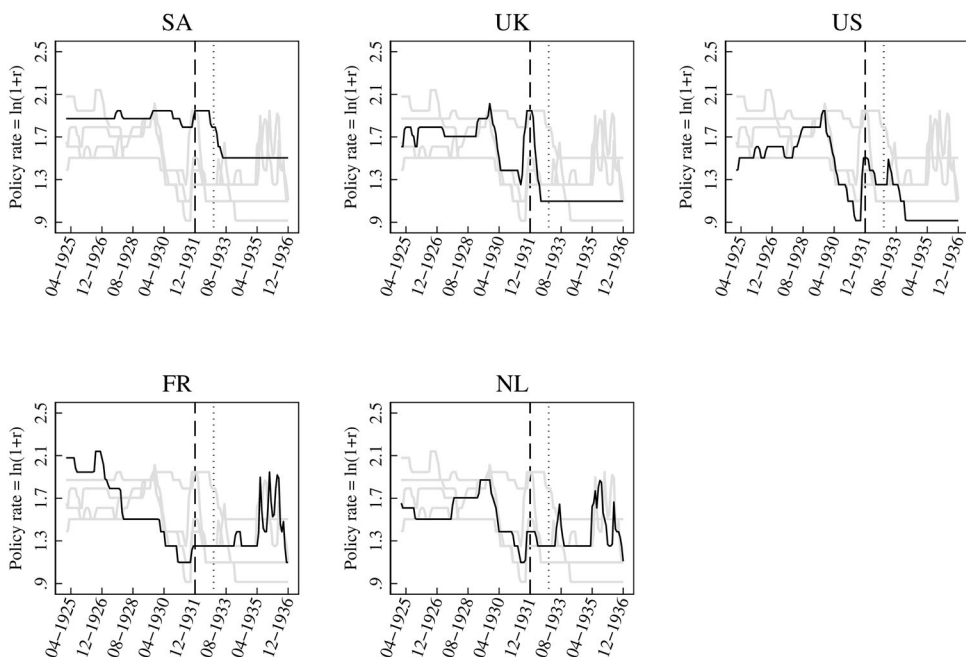 SA
UK
US
Policy rate = ln(1+r)
.9 1.3 1.7 2.1 2.5
04−1925 12−1926 08−1928 04−1930 12−1931 08−1933 04−1935 12−1936
Policy rate = ln(1+r)
.9 1.3 1.7 2.1 2.5
04−1925 12−1926 08−1928 04−1930 12−1931 08−1933 04−1935 12−1936
Policy rate = ln(1+r)
.9 1.3 1.7 2.1 2.5
04−1925 12−1926 08−1928 04−1930 12−1931 08−1933 04−1935 12−1936
FR
NL
Policy rate = ln(1+r)
.9 1.3 1.7 2.1 2.5
04−1925 12−1926 08−1928 04−1930 12−1931 08−1933 04−1935 12−1936
Policy rate = ln(1+r)
.9 1.3 1.7 2.1 2.5
04−1925 12−1926 08−1928 04−1930 12−1931 08−1933 04−1935 12−1936